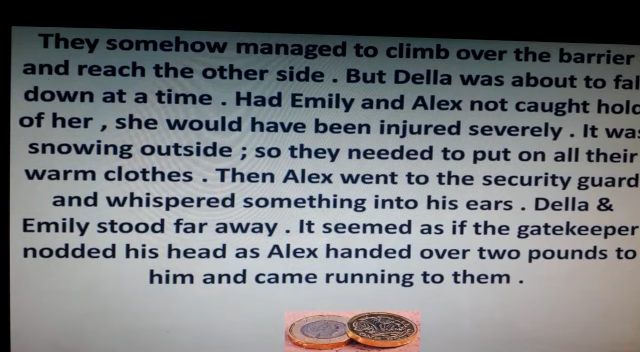 They somehow managed to climb over the barrier
and reach the other side . But Della was about to fal
down at a time . Had Emily and Alex not caught hold
of her , she would have been injured severely . It was
snowing outside ; so they needed to put on all their
warm clothes . Then Alex went to the security guard
and whispered something into his ears . Della &
Emily stood far away . It seemed as if the gatekeeper
nodded his head as Alex handed over two pounds to
him and came running to them .